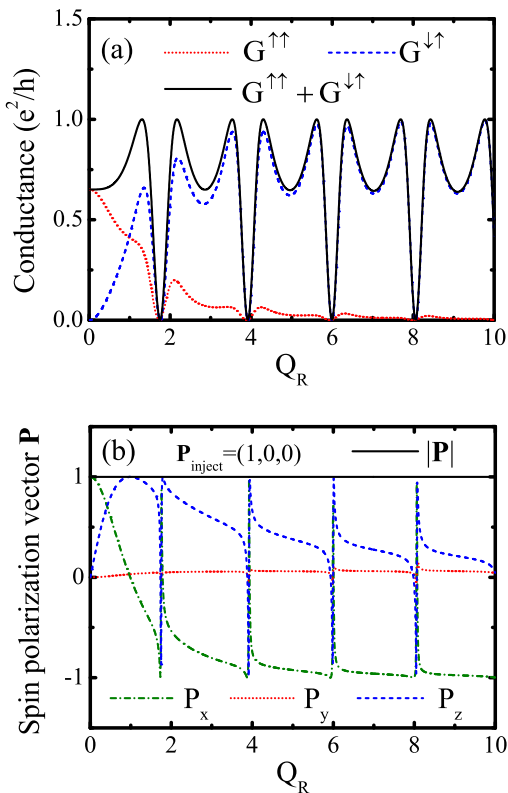 (a) G↑↑ G↓↑
G↑↑ + G↓↑
Conductance (e²/h)
1.5
1.0
0.5
0.0
0 2 4 6 8 10
Q_R
(b) P_inject=(1,0,0) |P|
Spin polarization vector P
1
0
-1
P_x P_y P_z
0 2 4 6 8 10
Q_R